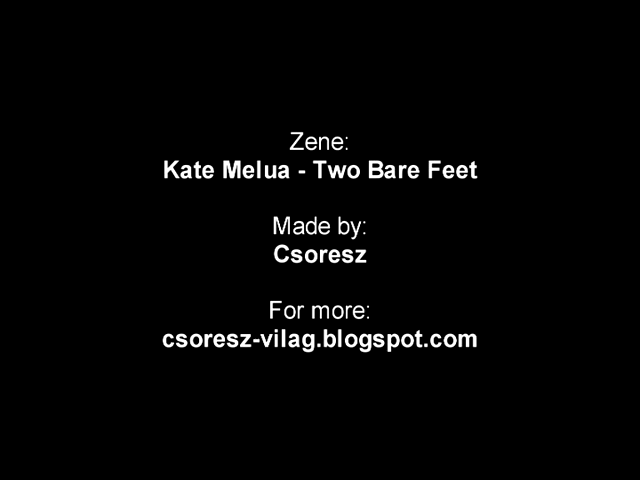 Zene:
Kate Melua - Two Bare Feet
Made by:
Csoresz
For more:
csoresz-vilag.blogspot.com